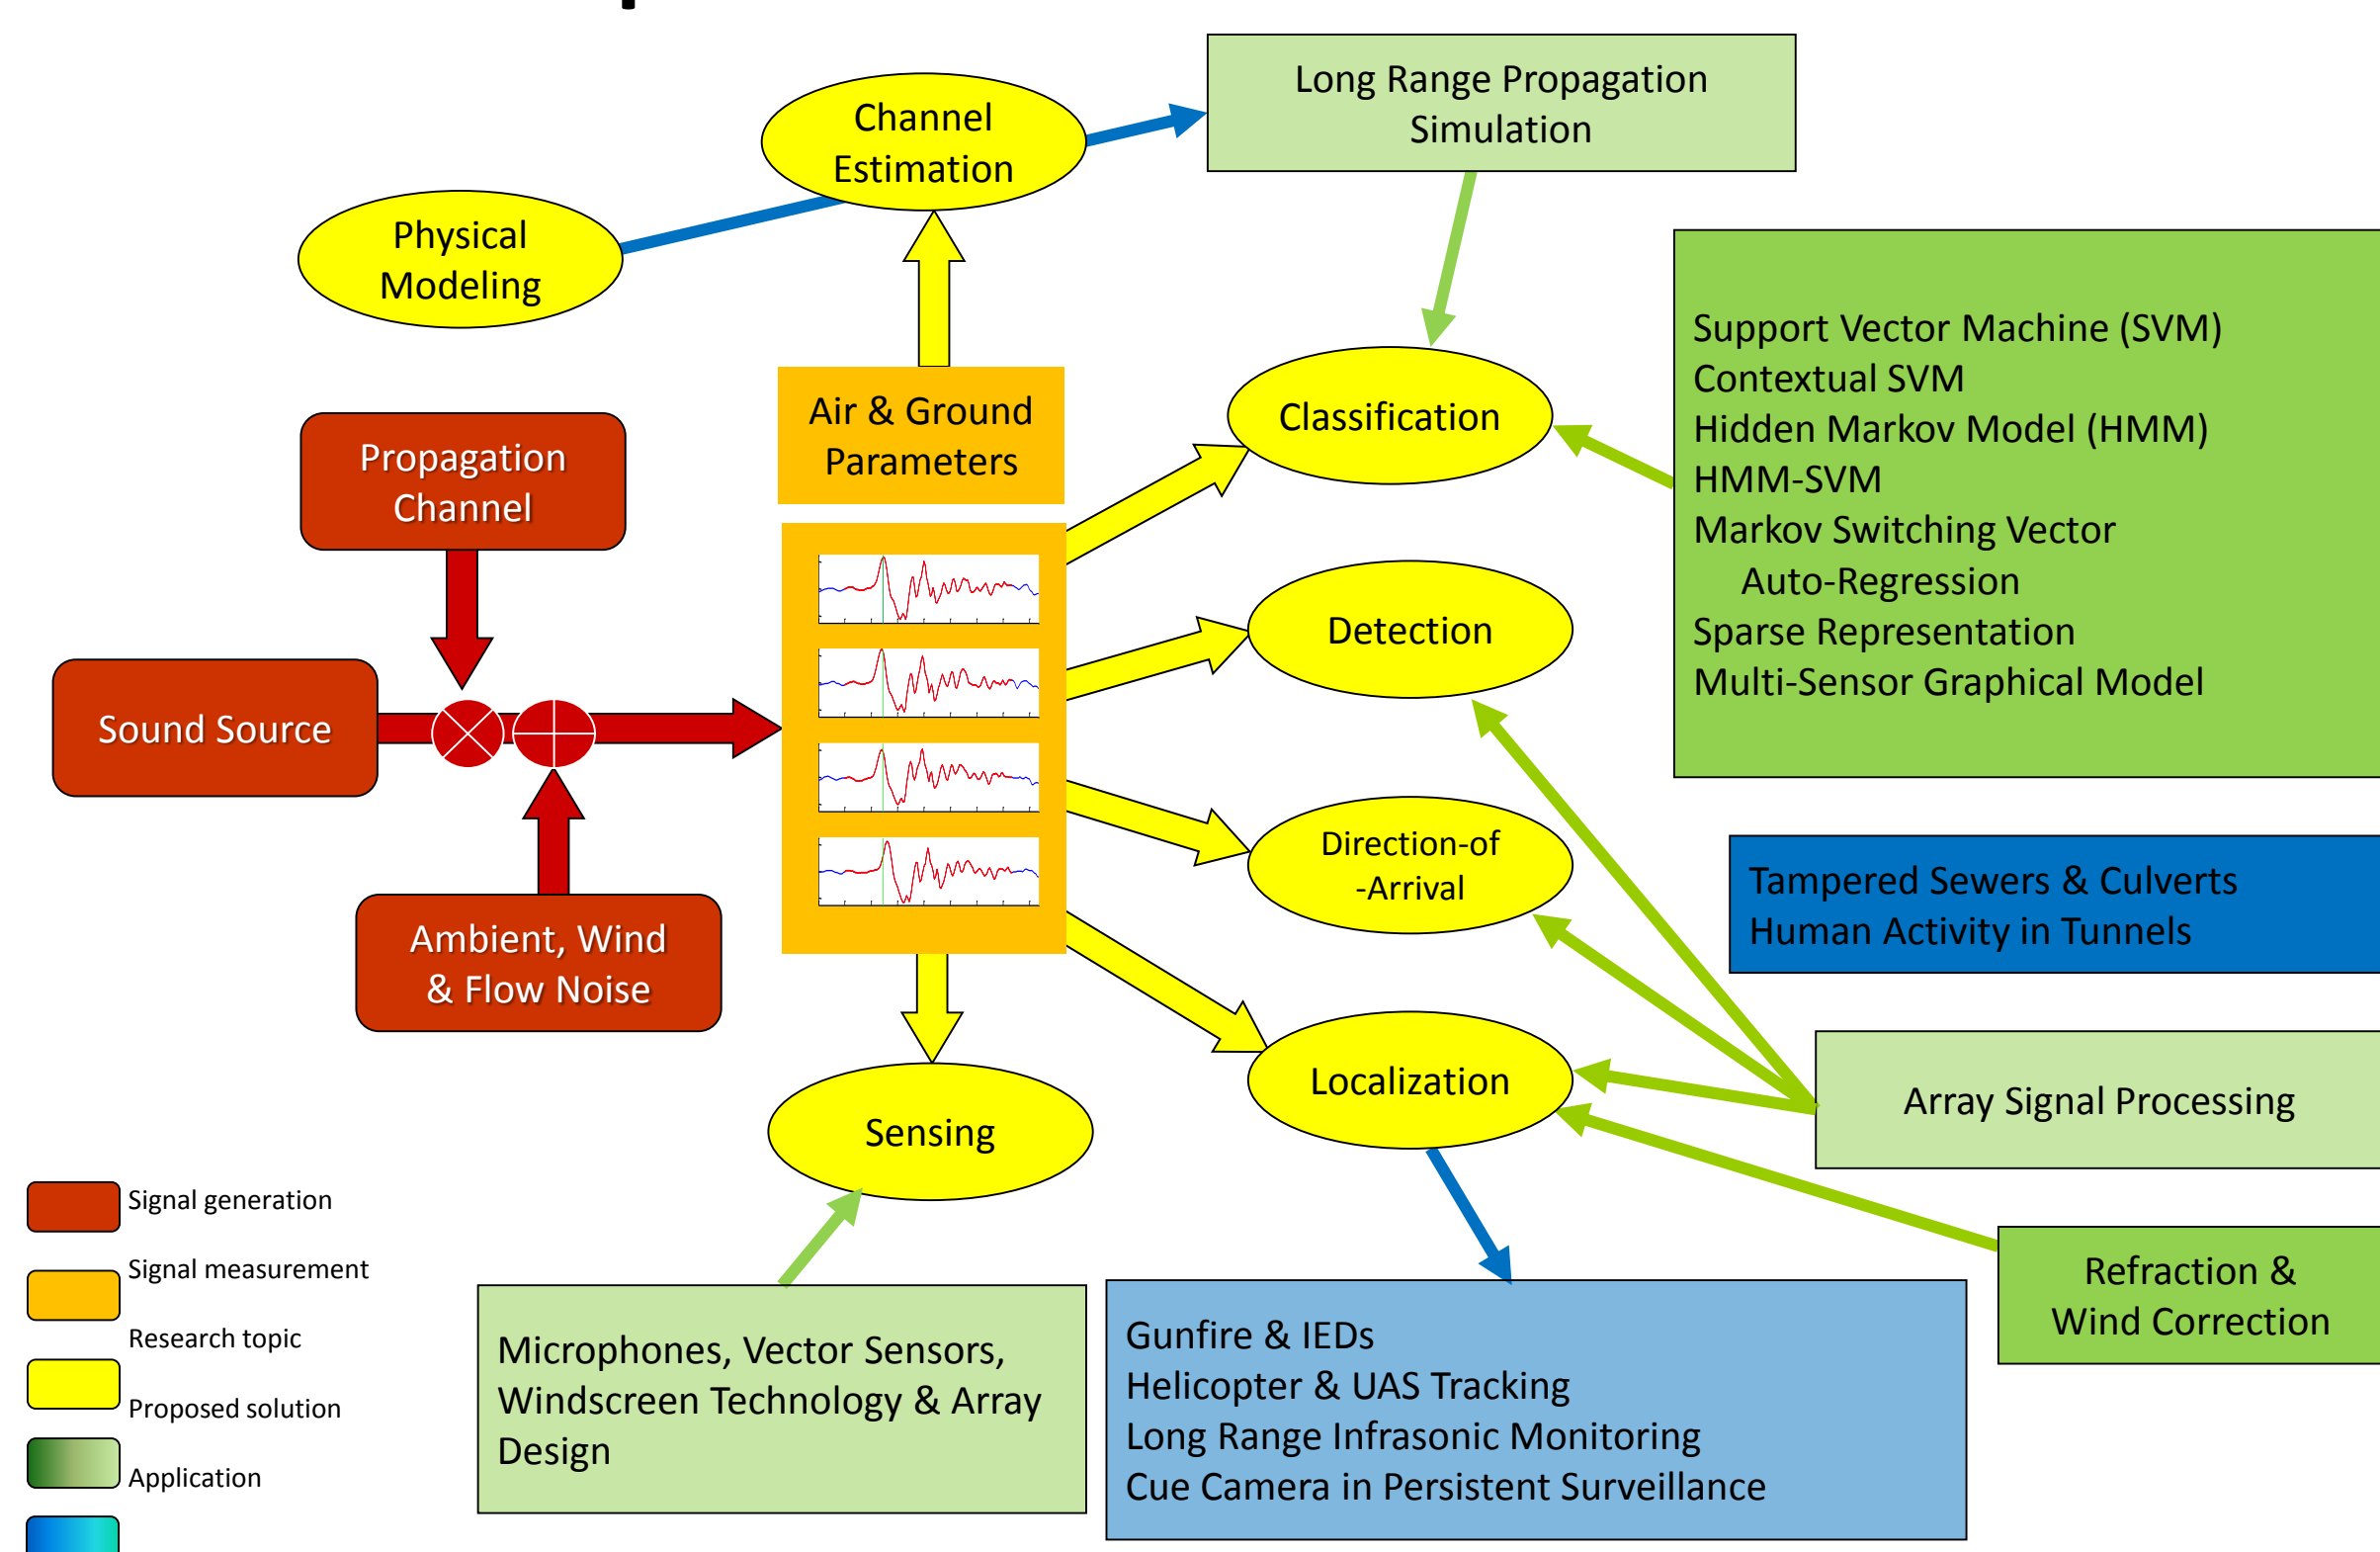 Long Range Propagation
Simulation
Channel
Estimation
Physical
Modeling
Air & Ground
Parameters
Propagation
Channel
Sound Source
Ambient, Wind
& Flow Noise
Classification
Detection
Direction-of
-Arrival
Localization
Sensing
Support Vector Machine (SVM)
Contextual SVM
Hidden Markov Model (HMM)
HMM-SVM
Markov Switching Vector
Auto-Regression
Sparse Representation
Multi-Sensor Graphical Model
Tampered Sewers & Culverts
Human Activity in Tunnels
Array Signal Processing
Refraction &
Wind Correction
Signal generation
Signal measurement
Research topic
Proposed solution
Application
Microphones, Vector Sensors,
Windscreen Technology & Array
Design
Gunfire & IEDs
Helicopter & UAS Tracking
Long Range Infrasonic Monitoring
Cue Camera in Persistent Surveillance